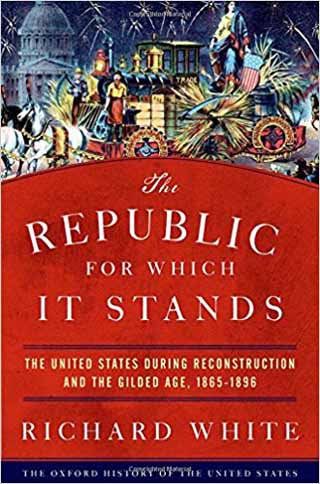 TRADE
The
REPUBLIC
FOR WHICH
IT STANDS
THE UNITED STATES DURING RECONSTRUCTION
AND THE GILDED AGE, 1865-1896
RICHARD WHITE
THE OXFORD HISTORY OF THE UNITED STATES